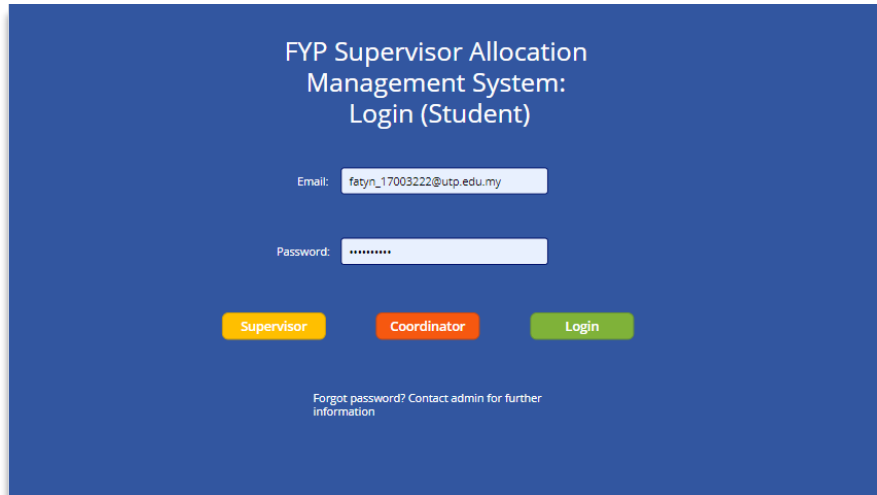 FYP Supervisor Allocation
Management System:
Login (Student)
Email: fatyn_17003222@utp.edu.my
Password: ••••••••••
Supervisor Coordinator Login
Forgot password? Contact admin for further
information